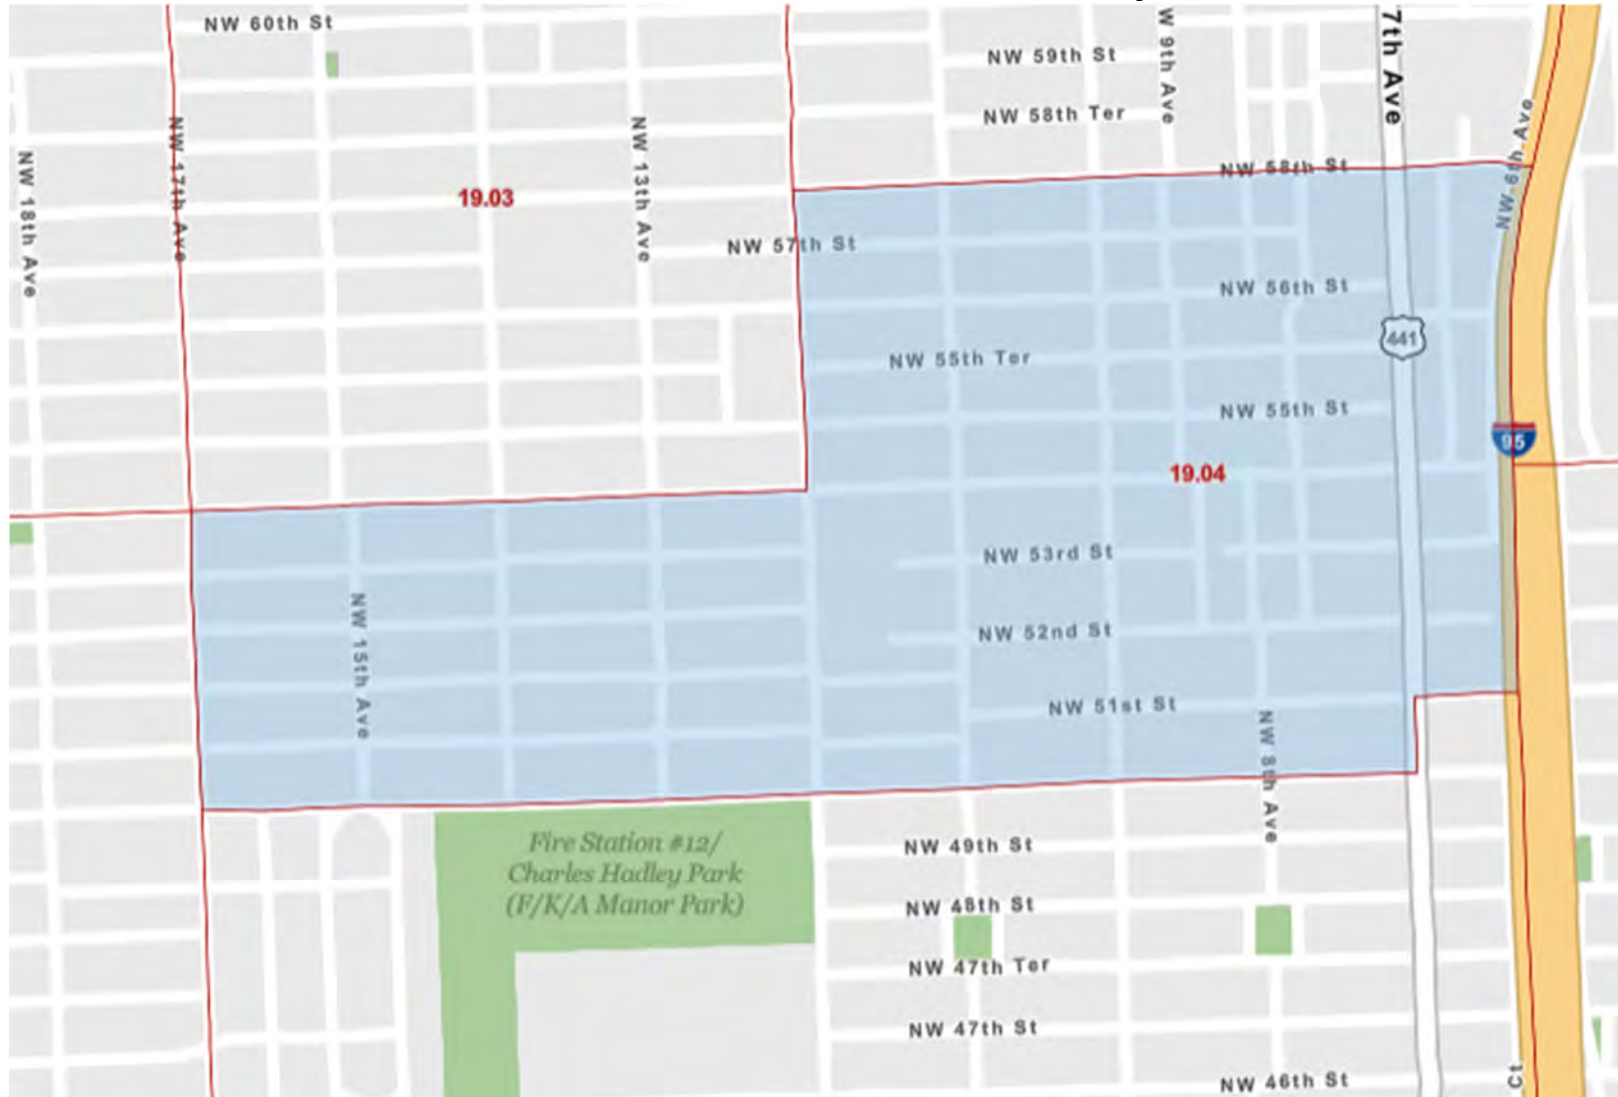 NW 60th St
7th Ave
W 9th Ave
NW 59th St
NW 58th Ter
NW 6th Ave
NW 17th Ave
NW 13th Ave
NW 18th Ave
NW 58th St
19.03
NW 57th St
NW 56th St
441
NW 55th Ter
NW 55th St
95
19.04
NW 53rd St
NW 15th Ave
NW 52nd St
NW 51st St
NW 8th Ave
Fire Station #12/
Charles Hadley Park
(F/K/A Manor Park)
NW 49th St
NW 48th St
NW 47th Ter
NW 47th St
NW 46th St
Ct